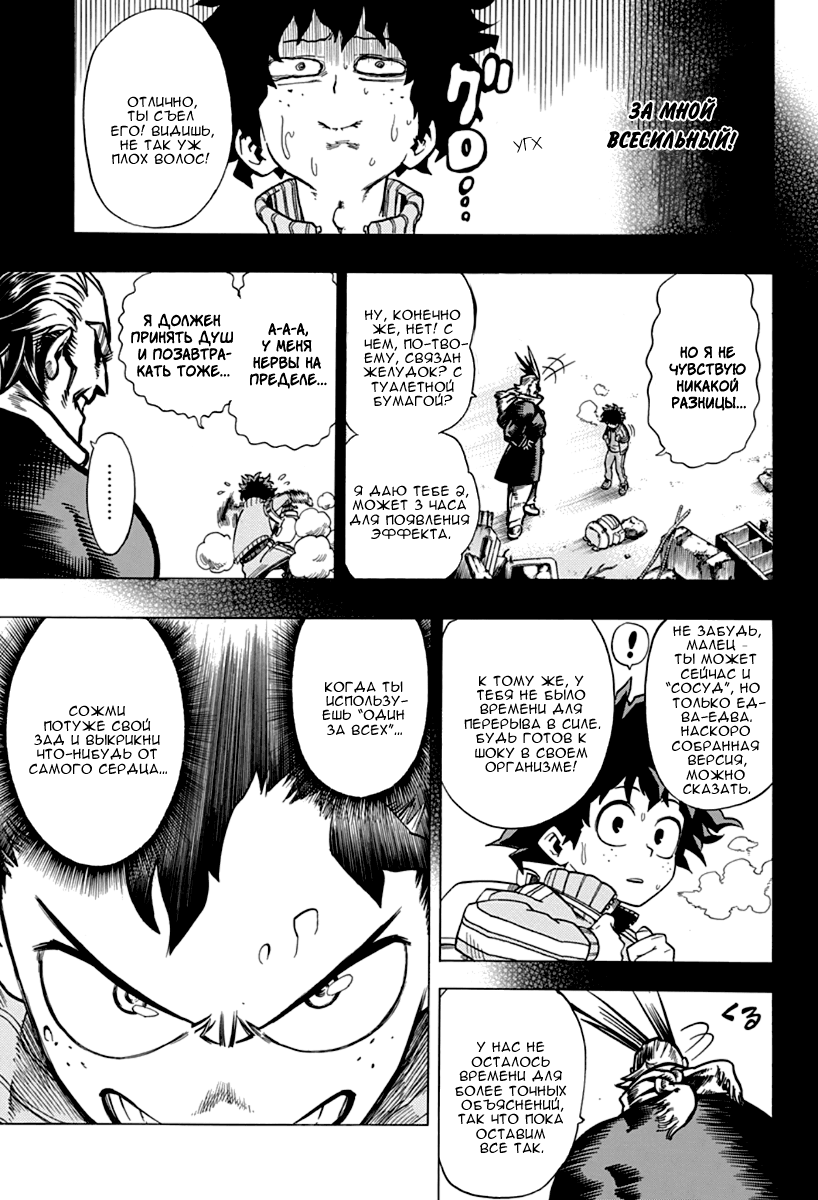 ЗА МНОЙ
ВСЕСИЛЬНЫЙ!
УГХ
グロ...
ОТЛИЧНО,
ТЫ СЪЕЛ
ЕГО! ВИДИШЬ,
НЕ ТАК УЖ
ПЛОХ ВОЛОС!
НО Я НЕ
ЧУВСТВУЮ
НИКАКОЙ
РАЗНИЦЫ...
НУ, КОНЕЧНО
ЖЕ, НЕТ! С
ЧЕМ, ПО-ТВО-
ЕМУ, СВЯЗАН
ЖЕЛУДОК? С
ТУАЛЕТНОЙ
БУМАГОЙ?
Я ДАЮ ТЕБЕ 2,
МОЖЕТ 3 ЧАСА
ДЛЯ ПОЯВЛЕНИЯ
ЭФФЕКТА.
А-А-А,
У МЕНЯ
НЕРВЫ НА
ПРЕДЕЛЕ...
Я ДОЛЖЕН
ПРИНЯТЬ ДУШ
И ПОЗАВТРА-
КАТЬ ТОЖЕ...
.........
НЕ ЗАБУДЬ,
МАЛЕЦ -
ТЫ МОЖЕТ
СЕЙЧАС И
"СОСУД", НО
ТОЛЬКО ЕД-
ВА-ЕДВА.
НАСКОРО
СОБРАННАЯ
ВЕРСИЯ,
МОЖНО
СКАЗАТЬ.
!
К ТОМУ ЖЕ, У
ТЕБЯ НЕ БЫЛО
ВРЕМЕНИ ДЛЯ
ПЕРЕРЫВА В СИЛЕ.
БУДЬ ГОТОВ К
ШОКУ В СВОЕМ
ОРГАНИЗМЕ!
У НАС НЕ
ОСТАЛОСЬ
ВРЕМЕНИ ДЛЯ
БОЛЕЕ ТОЧНЫХ
ОБЪЯСНЕНИЙ,
ТАК ЧТО ПОКА
ОСТАВИМ
ВСЕ ТАК.
КОГДА ТЫ
ИСПОЛЬЗУ-
ЕШЬ "ОДИН
ЗА ВСЕХ"...
СОЖМИ
ПОТУЖЕ СВОЙ
ЗАД И ВЫКРИКНИ
ЧТО-НИБУДЬ ОТ
САМОГО СЕРДЦА...